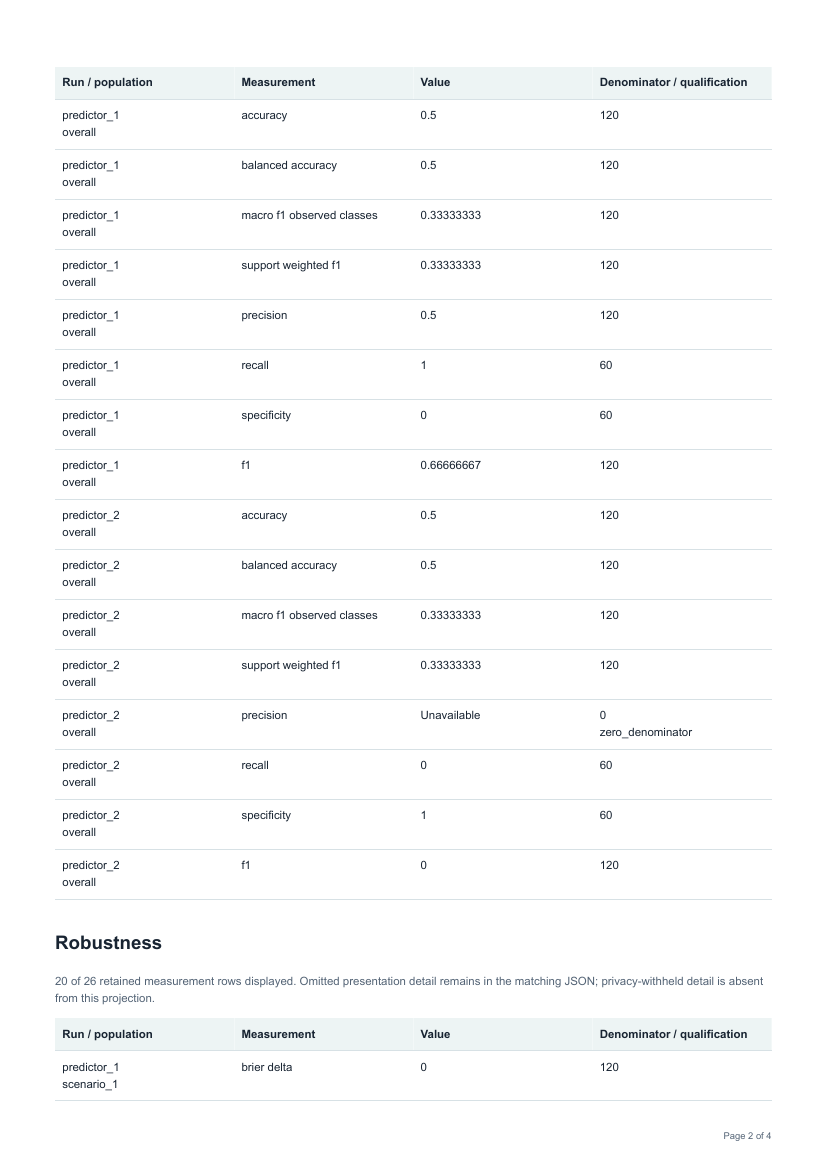 Run / population Measurement Value Denominator / qualification
predictor_1 accuracy 0.5 120
overall
predictor_1 balanced accuracy 0.5 120
overall
predictor_1 macro f1 observed classes 0.33333333 120
overall
predictor_1 support weighted f1 0.33333333 120
overall
predictor_1 precision 0.5 120
overall
predictor_1 recall 1 60
overall
predictor_1 specificity 0 60
overall
predictor_1 f1 0.66666667 120
overall
predictor_2 accuracy 0.5 120
overall
predictor_2 balanced accuracy 0.5 120
overall
predictor_2 macro f1 observed classes 0.33333333 120
overall
predictor_2 support weighted f1 0.33333333 120
overall
predictor_2 precision Unavailable 0
overall zero_denominator
predictor_2 recall 0 60
overall
predictor_2 specificity 1 60
overall
predictor_2 f1 0 120
overall
Robustness
20 of 26 retained measurement rows displayed. Omitted presentation detail remains in the matching JSON; privacy-withheld detail is absent
from this projection.
Run / population Measurement Value Denominator / qualification
predictor_1 brier delta 0 120
scenario_1
Page 2 of 4